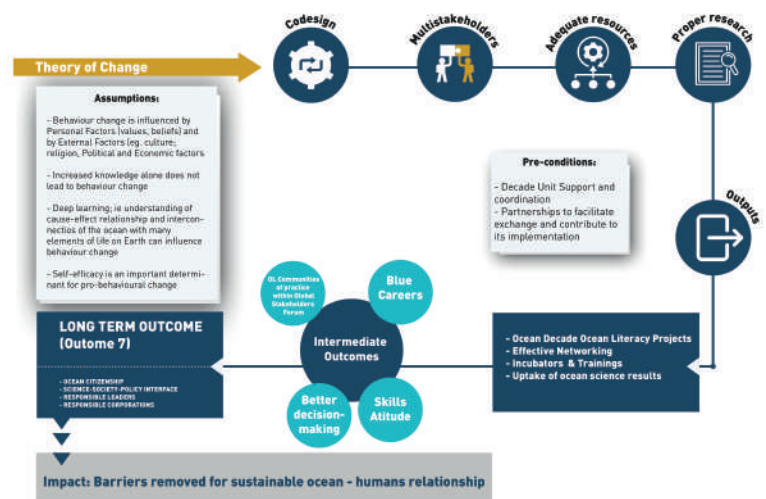 Codesign
Multistakeholders
Adequate resources
Proper research
Theory of Change
Assumptions:
- Behaviour change is influenced by
Personal Factors (values, beliefs) and
by External Factors (eg. culture;
religion, Political and Economic factors
- Increased knowledge alone does not
lead to behaviour change
- Deep learning; ie understanding of
cause-effect relationship and intercon-
necties of the ocean with many
elements of life on Earth can influence
behaviour change
- Self-efficacy is an important determi-
nant for pro-behavioural change
Pre-conditions:
- Decade Unit Support and
coordination
- Partnerships to facilitate
exchange and contribute to
its implementation
Outputs
- Ocean Decade Ocean Literacy Projects
- Effective Networking
- Incubators & Trainings
- Uptake of ocean science results
OL Communities
of practice
within Global
Stakeholders
Forum
Blue
Careers
Intermediate
Outcomes
Better
decision-
making
Skills
Atitude
LONG TERM OUTCOME
(Outome 7)
- OCEAN CITIZENSHIP
- SCIENCE-SOCIETY-POLICY INTERFACE
- RESPONSIBLE LEADERS
- RESPONSIBLE CORPORATIONS
Impact: Barriers removed for sustainable ocean - humans relationship